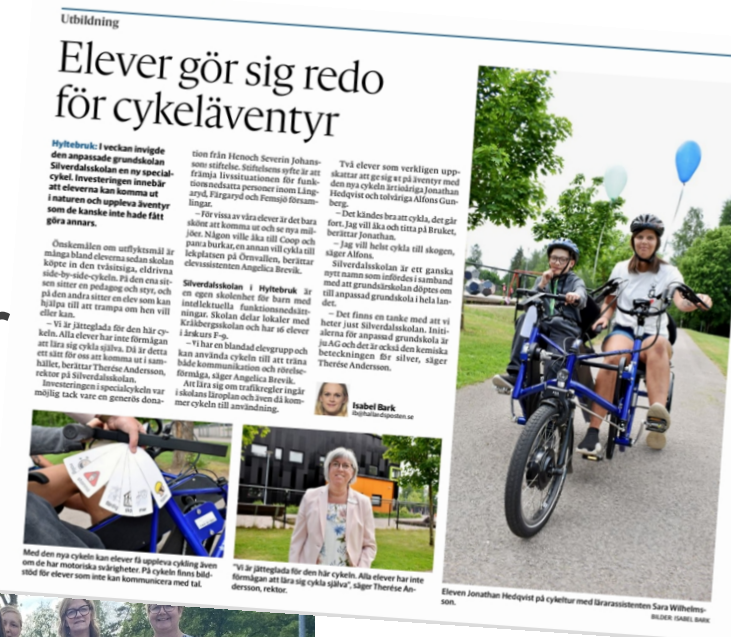 Utbildning
Elever gör sig redo
för cykeläventyr
Hyltebruk: I veckan invigde
den anpassade grundskolan
Silverdalsskolan en ny special-
cykel. Investeringen innebär
att eleverna kan komma ut
i naturen och uppleva äventyr
som de kanske inte hade fått
göra annars.
Önskemålen om utflyktsmål är
många bland eleverna sedan skolan
köpte in den tvåsitsiga, eldrivna
side-by-side-cykeln. På den ena sit-
sen sitter en pedagog och styr, och
på den andra sitter en elev som kan
hjälpa till att trampa om hen vill
eller kan.
– Vi är jätteglada för den här cy-
keln. Alla elever har inte förmågan
att lära sig cykla själva. Då är detta
ett sätt för oss att komma ut i sam-
hället, berättar Therése Andersson,
rektor på Silverdalsskolan.
Investeringen i specialcykeln var
möjlig tack vare en generös dona-
tion från Henoch Severin Johans-
sons stiftelse. Stiftelsens syfte är att
främja livssituationen för funk-
tionsnedsatta personer inom Lång-
aryd, Färgaryd och Femsjö försam-
lingar.
– För vissa av våra elever är det bara
skönt att komma ut och se nya mil-
jöer. Någon ville åka till Coop och
panta burkar, en annan vill cykla till
lekplatsen på Örnvallen, berättar
elevassistenten Angelica Brevik.
Silverdalsskolan i Hyltebruk är
en egen skolenhet för barn med
intellektuella funktionsnedsätt-
ningar. Skolan delar lokaler med
Kråkbergsskolan och har 16 elever
i årskurs F-9.
– Vi har en blandad elevgrupp och
kan använda cykeln till att träna
både kommunikation och rörelse-
förmåga, säger Angelica Brevik.
Att lära sig om trafikregler ingår
i skolans läroplan och även då kom-
mer cykeln till användning.
Två elever som verkligen upp-
skattar att ge sig ut på äventyr med
den nya cykeln är tioåriga Jonathan
Hedqvist och tolvåriga Alfons Gun-
berg.
– Det kändes bra att cykla, det går
fort. Jag vill åka och titta på Bruket,
berättar Jonathan.
– Jag vill helst cykla till skogen,
säger Alfons.
Silverdalsskolan är ett ganska
nytt namn som infördes i samband
med att grundsärskolan döptes om
till anpassad grundskola i hela lan-
det.
– Det finns en tanke med att vi
heter just Silverdalsskolan. Initi-
alerna för anpassad grundskola är
ju AG och det är också den kemiska
beteckningen för silver, säger
Therése Andersson.
Isabel Bark
ib@hallandsposten.se
Med den nya cykeln kan elever få uppleva cykling även
om de har motoriska svårigheter. På cykeln finns bild-
stöd för elever som inte kan kommunicera med tal.
"Vi är jätteglada för den här cykeln. Alla elever har inte
förmågan att lära sig cykla själva", säger Therése An-
dersson, rektor.
Eleven Jonathan Hedqvist på cykeltur med lärarassistenten Sara Wilhelms-
son.
BILDER: ISABEL BARK